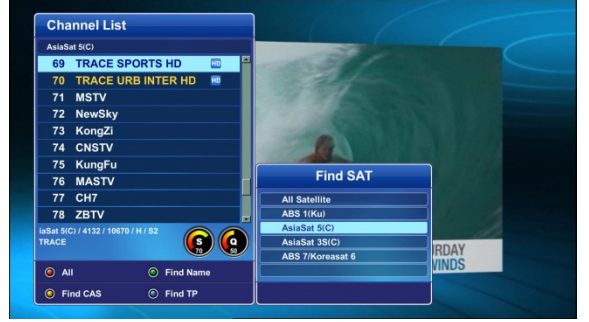 Channel List
AsiaSat 5(C)
69 TRACE SPORTS HD HD
70 TRACE URB INTER HD HD
71 MSTV
72 NewSky
73 KongZi
74 CNSTV
75 KungFu
76 MASTV
77 CH7
78 ZBTV
iaSat 5(C) / 4132 / 10670 / H / S2
TRACE
S 70
Q 50
All
Find Name
Find CAS
Find TP
Find SAT
All Satellite
ABS 1(Ku)
AsiaSat 5(C)
AsiaSat 3S(C)
ABS 7/Koreasat 6
RDAY
WINDS